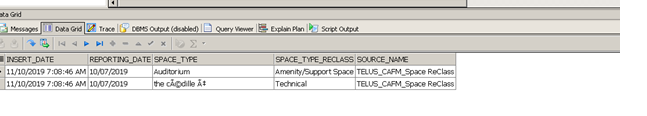 ata Grid
Messages Data Grid Trace DBMS Output (disabled) Query Viewer Explain Plan Script Output
INSERT_DATE REPORTING_DATE SPACE_TYPE SPACE_TYPE_RECLASS SOURCE_NAME
11/10/2019 7:08:46 AM 10/07/2019 Auditorium Amenity/Support Space TELUS_CAFM_Space ReClass
11/10/2019 7:08:46 AM 10/07/2019 the cÃ©dille Ã‡ Technical TELUS_CAFM_Space ReClass